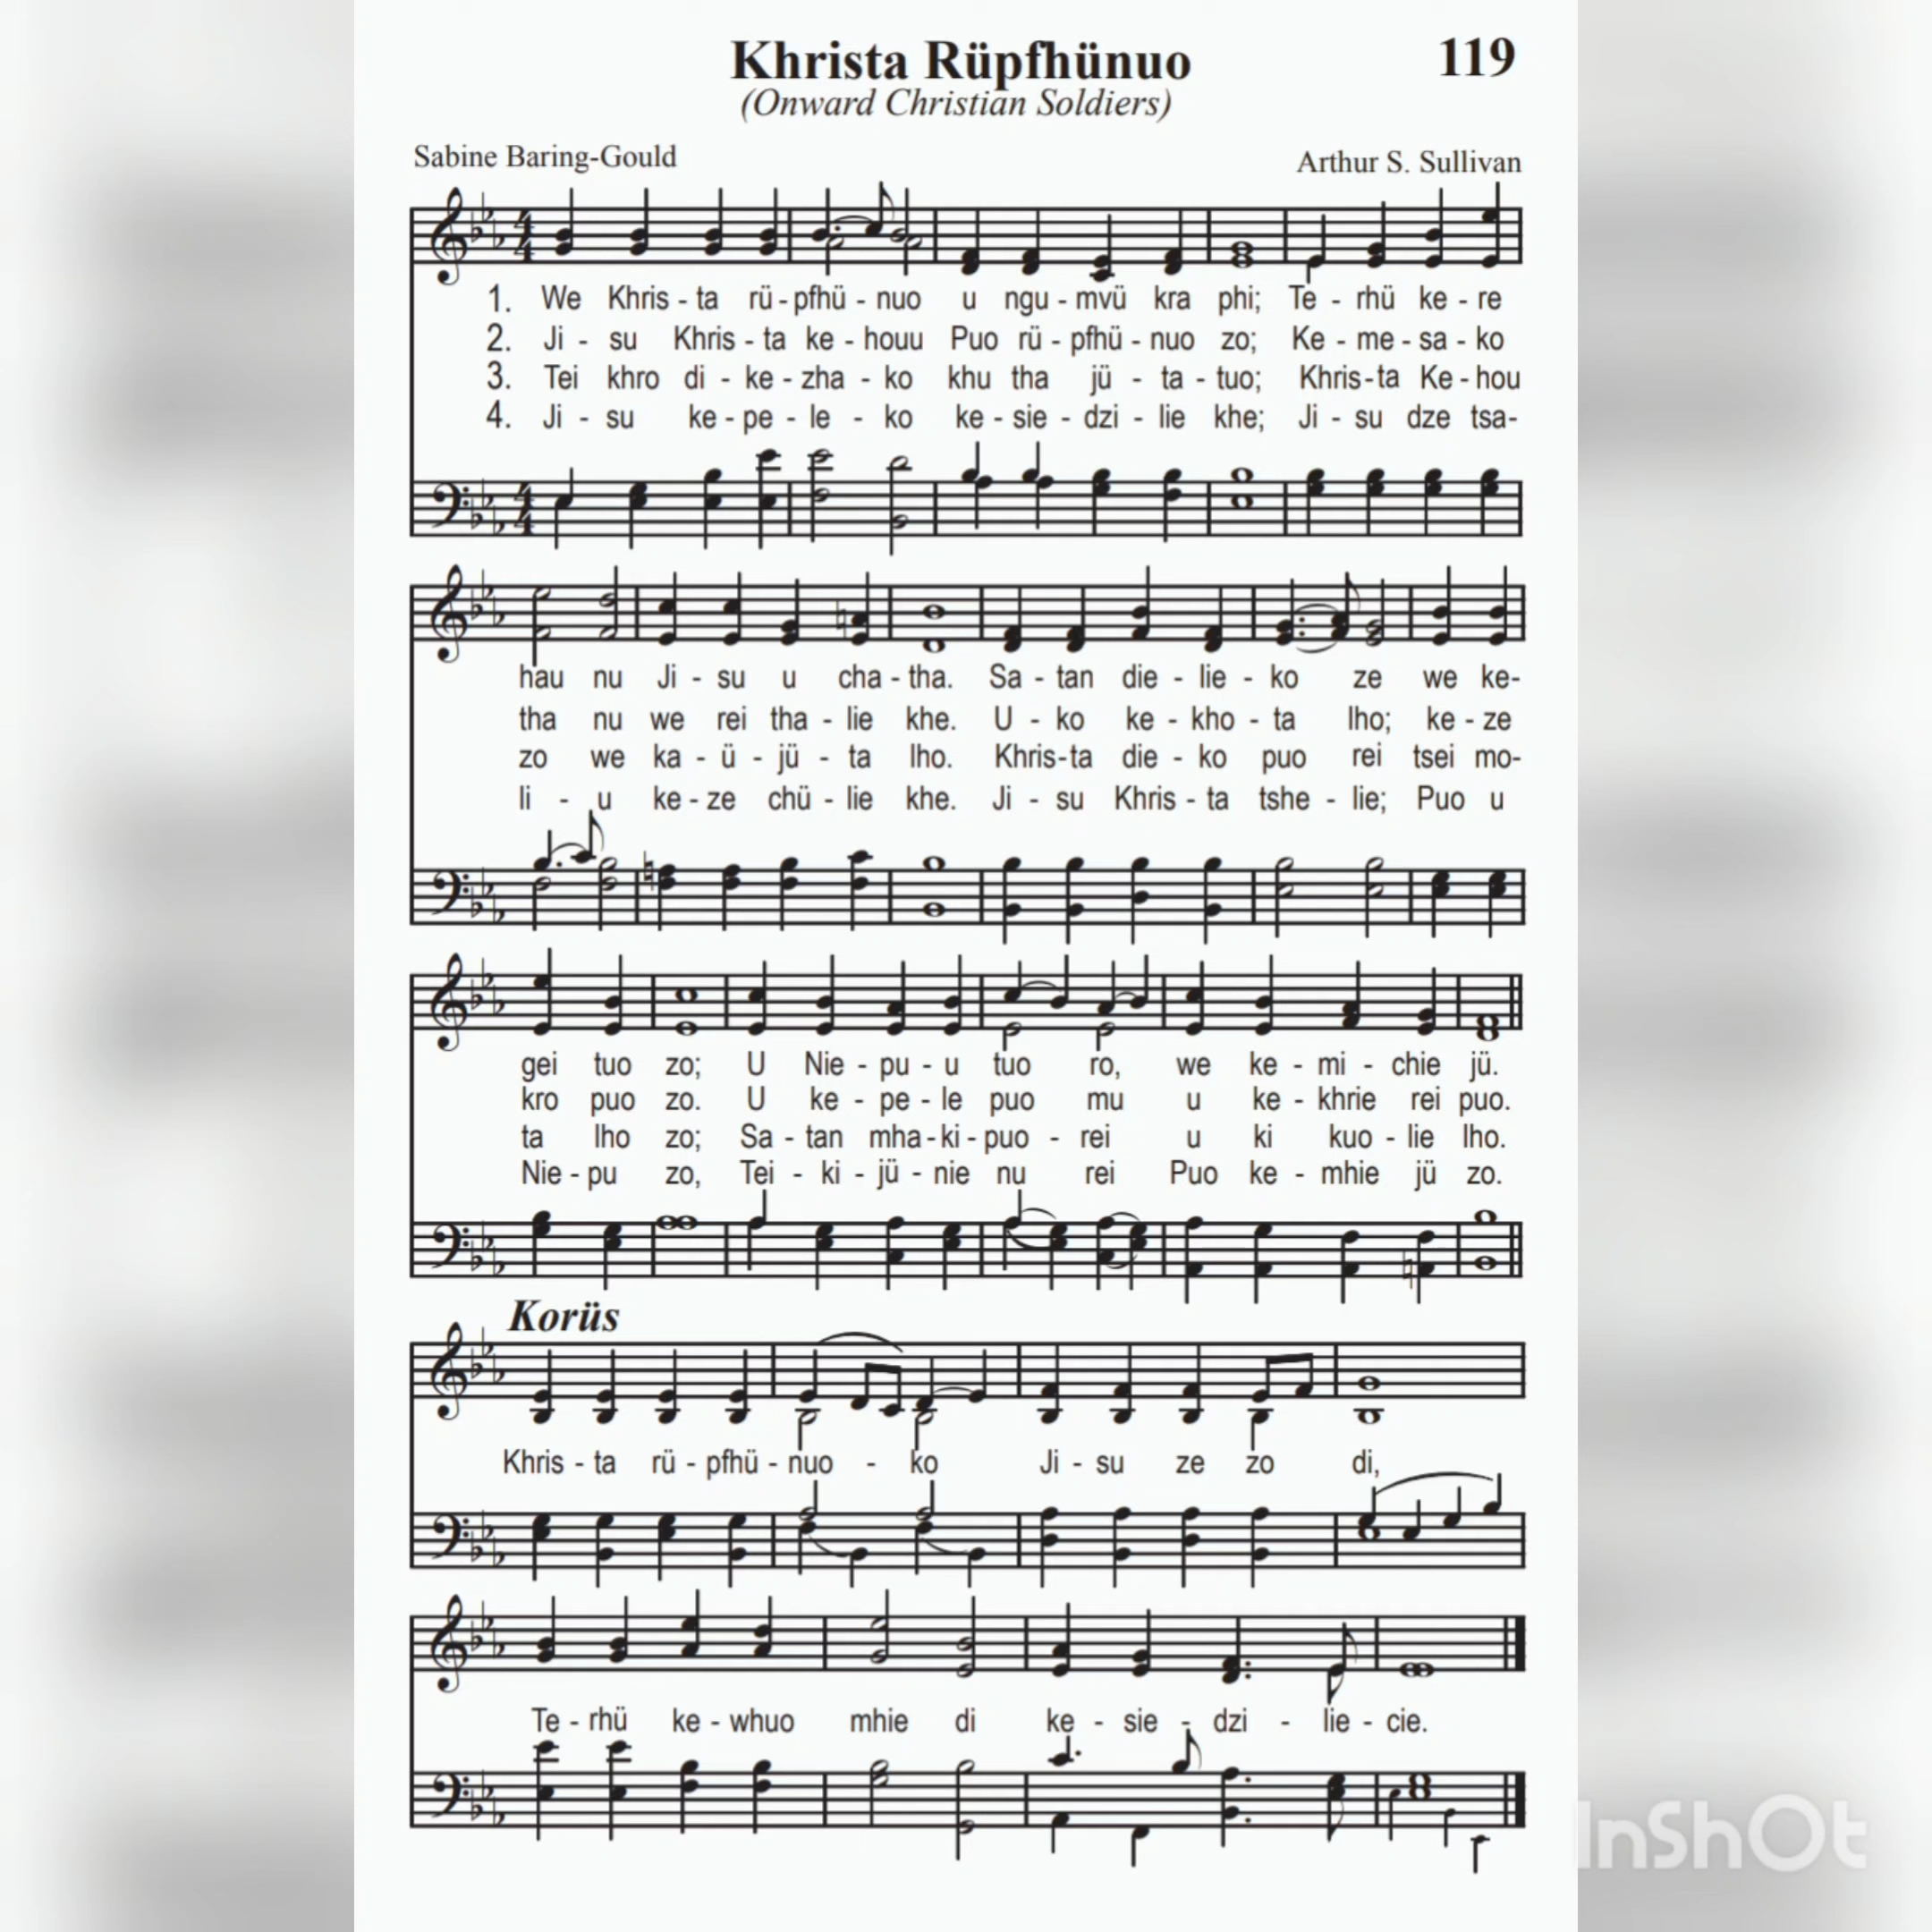 Khrista Rüpfhünuo 119
(Onward Christian Soldiers)
Sabine Baring-Gould Arthur S. Sullivan
1. We Khris - ta rü - pfhü - nuo u ngu - mvü kra phi; Te - rhü ke - re
2. Ji - su Khris - ta ke - houu Puo rü - pfhü - nuo zo; Ke - me - sa - ko
3. Tei khro di - ke - zha - ko khu tha jü - ta - tuo; Khris - ta Ke - hou
4. Ji - su ke - pe - le - ko ke - sie - dzi - lie khe; Ji - su dze tsa-
hau nu Ji - su u cha - tha. Sa - tan die - lie - ko ze we ke-
tha nu we rei tha - lie khe. U - ko ke - kho - ta lho; ke - ze
zo we ka - ü - jü - ta lho. Khris - ta die - ko puo rei tsei mo-
li - u ke - ze chü - lie khe. Ji - su Khris - ta tshe - lie; Puo u
gei tuo zo; U Nie - pu - u tuo ro, we ke - mi - chie jü.
kro puo zo. U ke - pe - le puo mu u ke - khrie rei puo.
ta lho zo; Sa - tan mha - ki - puo - rei u ki kuo - lie lho.
Nie - pu zo, Tei - ki - jü - nie nu rei Puo ke - mhie jü zo.
Korüs
Khris - ta rü - pfhü - nuo - ko Ji - su ze zo di,
Te - rhü ke - whuo mhie di ke - sie - dzi - lie - cie.
InShOt